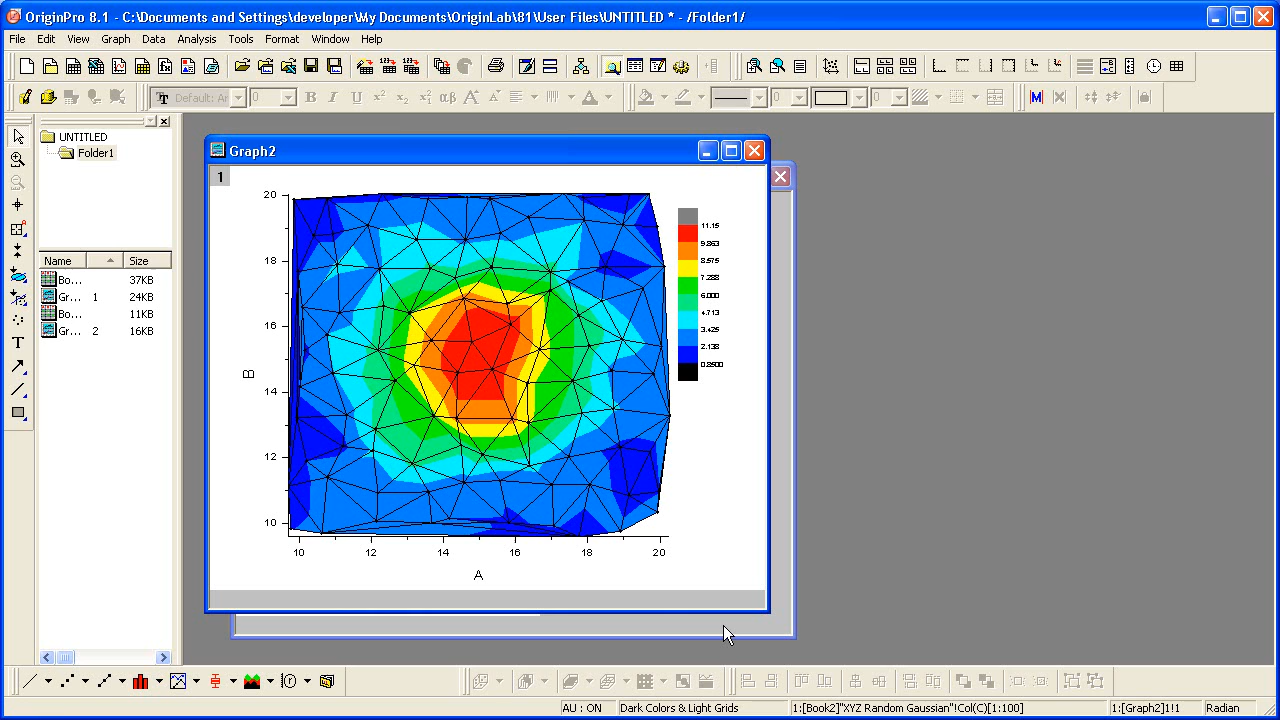 OriginPro 8.1 - C:\Documents and Settings\developer\My Documents\OriginLab\81\User Files\UNTITLED * - /Folder1/
File Edit View Graph Data Analysis Tools Format Window Help
Default: Ar 0 B I U x² x₂ αβ A A 0 0
UNTITLED
Folder1
Name Size
Bo... 37KB
Gr... 1 24KB
Bo... 11KB
Gr... 2 16KB
Graph2
1
20
18
16
14
12
10
B
10 12 14 16 18 20
A
11.15
9.863
8.575
7.288
6.000
4.713
3.425
2.138
0.8500
AU : ON Dark Colors & Light Grids 1:[Book2]"XYZ Random Gaussian"!Col(C)[1:100] 1:[Graph2]1!1 Radian